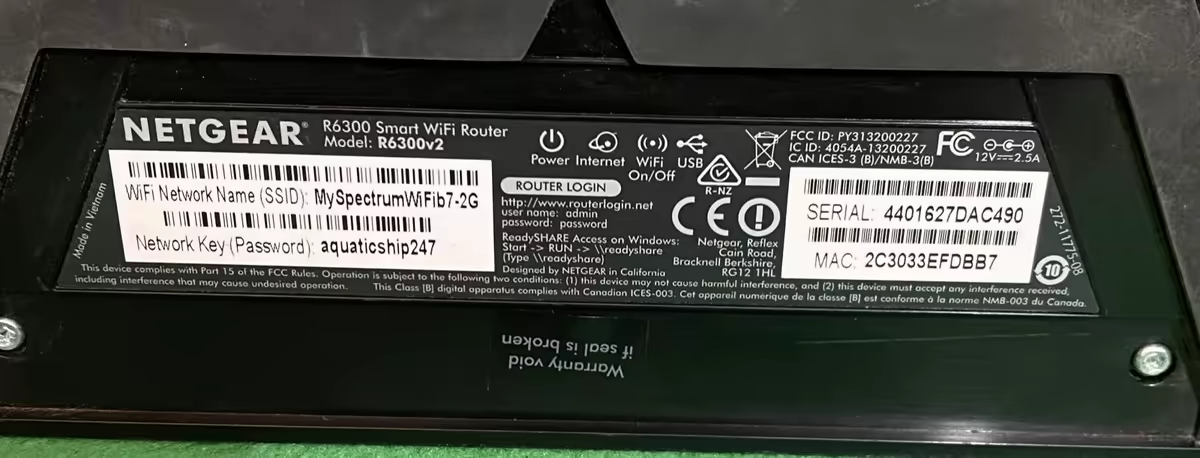 NETGEAR®
R6300 Smart WiFi Router
Model: R6300v2
Power Internet WiFi On/Off USB
WiFi Network Name (SSID): MySpectrumWiFib7-2G
Network Key (Password): aquaticship247
Made in Vietnam
ROUTER LOGIN
http://www.routerlogin.net
user name: admin
password: password
ReadySHARE Access on Windows:
Start -> RUN -> \\readyshare
(Type \\readyshare)
Designed by NETGEAR in California
R-NZ
CE
Netgear, Reflex
Cain Road,
Bracknell Berkshire,
RG12 1HL
FCC ID: PY313200227
IC ID: 4054A-13200227
CAN ICES-3 (B)/NMB-3(B)
FC
12V⎓2.5A
SERIAL: 4401627DAC490
MAC: 2C3033EFDBB7
272-11775-08
10
This device complies with Part 15 of the FCC Rules. Operation is subject to the following two conditions: (1) this device may not cause harmful interference, and (2) this device must accept any interference received,
including interference that may cause undesired operation. This Class [B] digital apparatus complies with Canadian ICES-003. Cet appareil numérique de la classe [B] est conforme à la norme NMB-003 du Canada.
Warranty void
if seal is broken